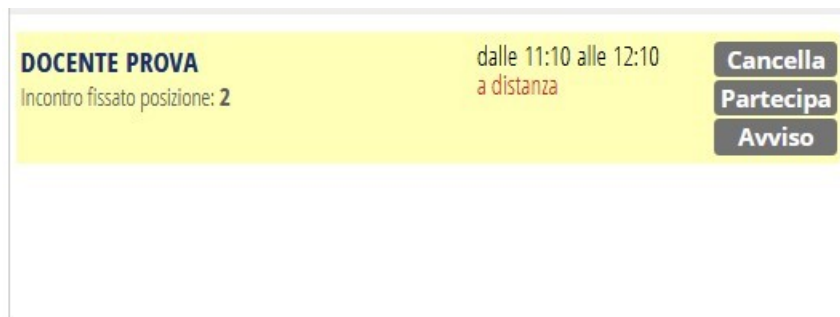 DOCENTE PROVA
Incontro fissato posizione: 2
dalle 11:10 alle 12:10
a distanza
Cancella
Partecipa
Avviso